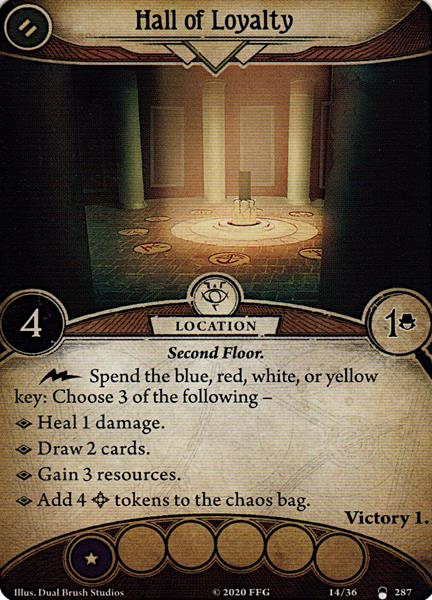 Hall of Loyalty
4
LOCATION
1
Second Floor.
Spend the blue, red, white, or yellow
key: Choose 3 of the following –
Heal 1 damage.
Draw 2 cards.
Gain 3 resources.
Add 4 tokens to the chaos bag.
Victory 1.
Illus. Dual Brush Studios © 2020 FFG 14/36 287